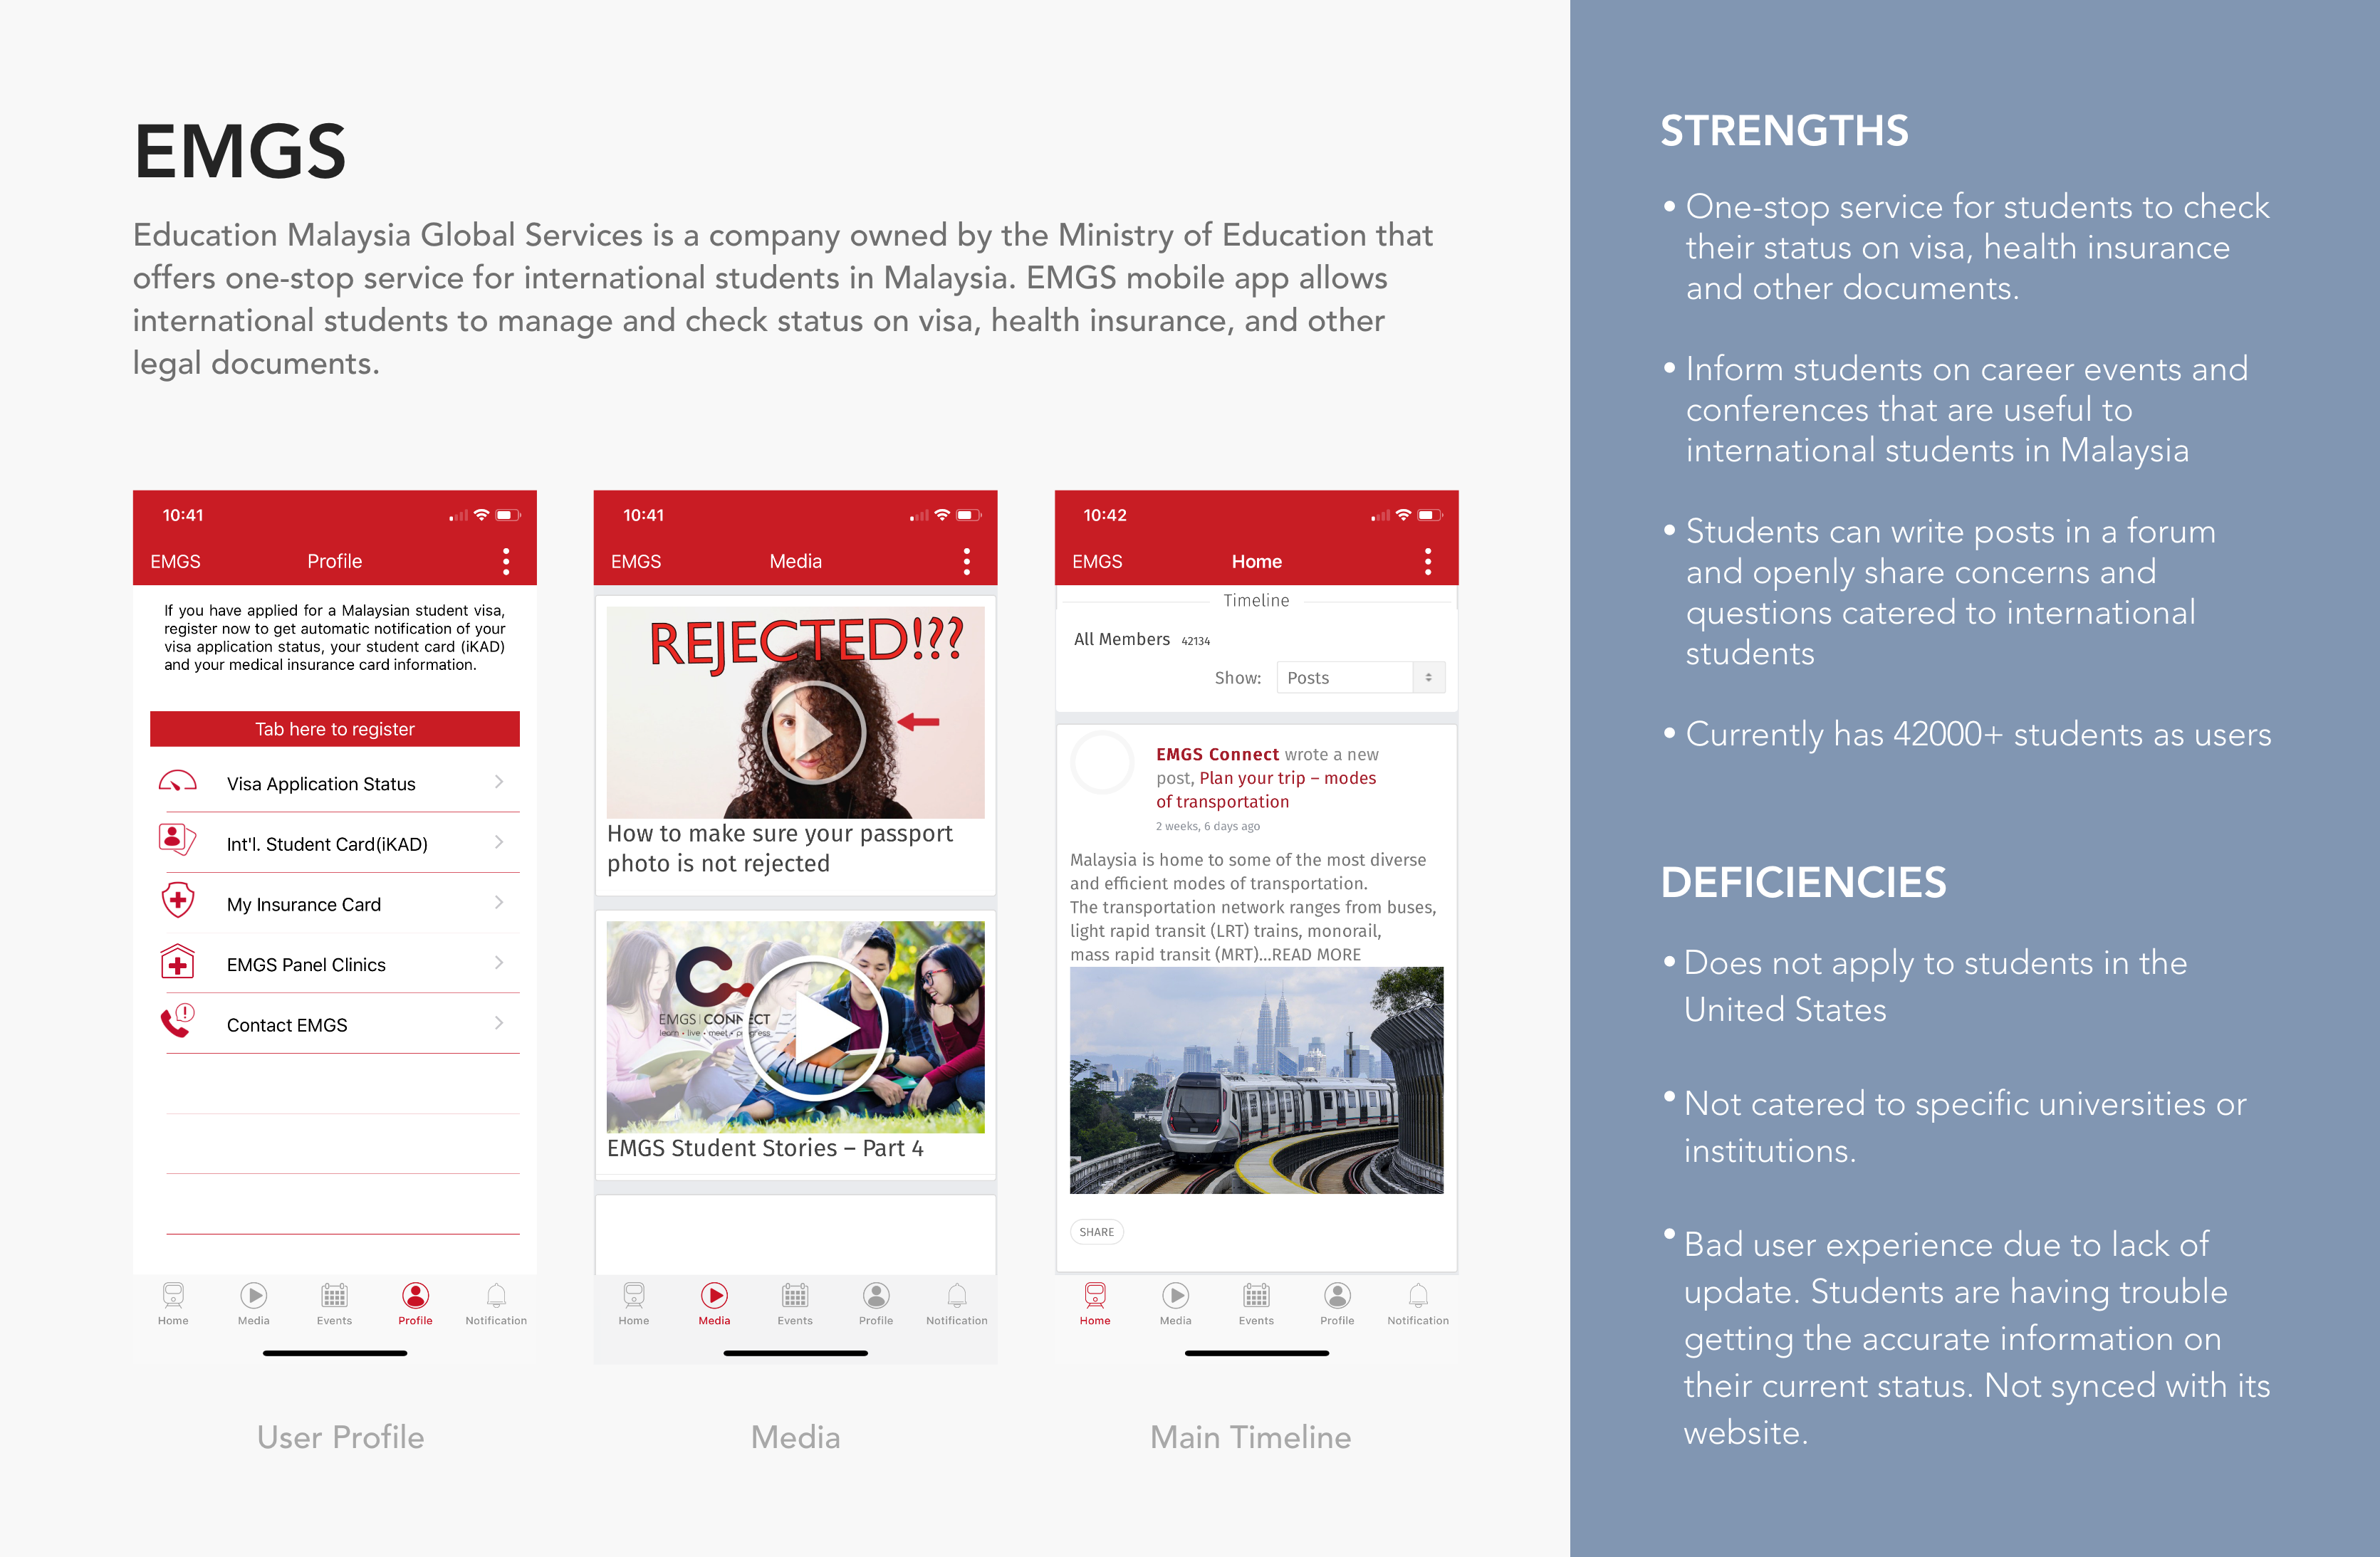 EMGS
Education Malaysia Global Services is a company owned by the Ministry of Education that
offers one-stop service for international students in Malaysia. EMGS mobile app allows
international students to manage and check status on visa, health insurance, and other
legal documents.
10:41
EMGS Profile
If you have applied for a Malaysian student visa,
register now to get automatic notification of your
visa application status, your student card (iKAD)
and your medical insurance card information.
Tab here to register
Visa Application Status
Int'l. Student Card(iKAD)
My Insurance Card
EMGS Panel Clinics
Contact EMGS
Home Media Events Profile Notification
User Profile
10:41
EMGS Media
REJECTED!??
How to make sure your passport
photo is not rejected
EMGS | CONNECT
learn • live • meet • progress
EMGS Student Stories – Part 4
Home Media Events Profile Notification
Media
10:42
EMGS Home
Timeline
All Members 42134
Show: Posts
EMGS Connect wrote a new
post, Plan your trip – modes
of transportation
2 weeks, 6 days ago
Malaysia is home to some of the most diverse
and efficient modes of transportation.
The transportation network ranges from buses,
light rapid transit (LRT) trains, monorail,
mass rapid transit (MRT)...READ MORE
SHARE
Home Media Events Profile Notification
Main Timeline
STRENGTHS
• One-stop service for students to check
their status on visa, health insurance
and other documents.
• Inform students on career events and
conferences that are useful to
international students in Malaysia
• Students can write posts in a forum
and openly share concerns and
questions catered to international
students
• Currently has 42000+ students as users
DEFICIENCIES
• Does not apply to students in the
United States
• Not catered to specific universities or
institutions.
• Bad user experience due to lack of
update. Students are having trouble
getting the accurate information on
their current status. Not synced with its
website.